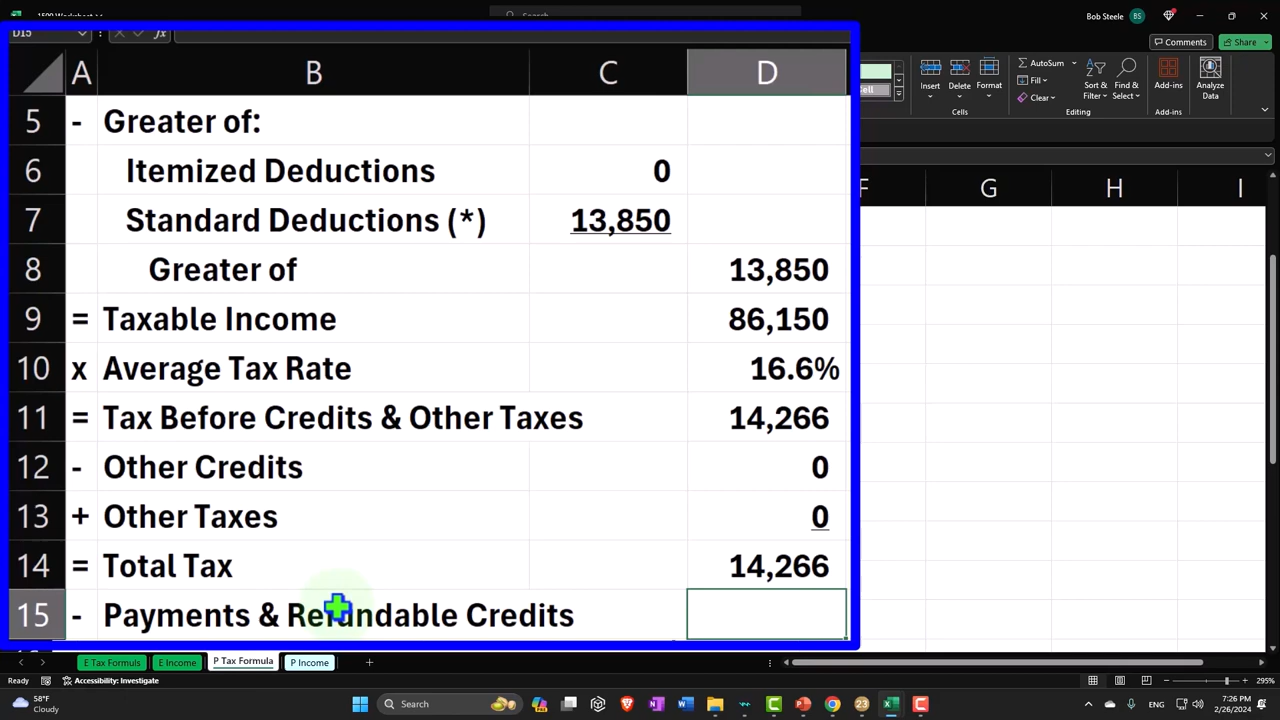 1500 Worksheet
Search
Bob Steele BS
Comments Share
D15 fx
AutoSum
Fill
Clear
Insert Delete Format Sort & Filter Find & Select Add-ins Analyze Data
Cells Editing Add-ins
A B C D F G H I
5 - Greater of:
6 Itemized Deductions 0
7 Standard Deductions (*) 13,850
8 Greater of 13,850
9 = Taxable Income 86,150
10 x Average Tax Rate 16.6%
11 = Tax Before Credits & Other Taxes 14,266
12 - Other Credits 0
13 + Other Taxes 0
14 = Total Tax 14,266
15 - Payments & Refundable Credits
E Tax Formuls E Income P Tax Formula P Income
Ready Accessibility: Investigate 295%
58°F
Cloudy
Search
ENG 7:26 PM
2/26/2024